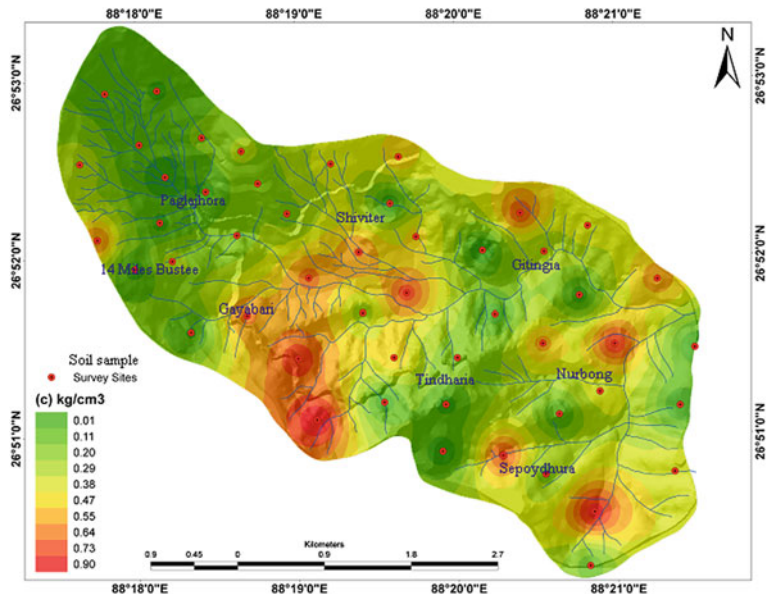 88°18'0"E 88°19'0"E 88°20'0"E 88°21'0"E
N
26°53'0"N 26°53'0"N
Paglajhora
Shiviter
26°52'0"N 26°52'0"N
14 Miles Bustee
Gitingia
Gayabari
Soil sample
Survey Sites
Tindharia
Nurbong
(c) kg/cm3
0.01
0.11
0.20
0.29
0.38
0.47
0.55
0.64
0.73
0.90
26°51'0"N 26°51'0"N
Sepoydhura
Kilometers
0.9 0.45 0 0.9 1.8 2.7
88°18'0"E 88°19'0"E 88°20'0"E 88°21'0"E